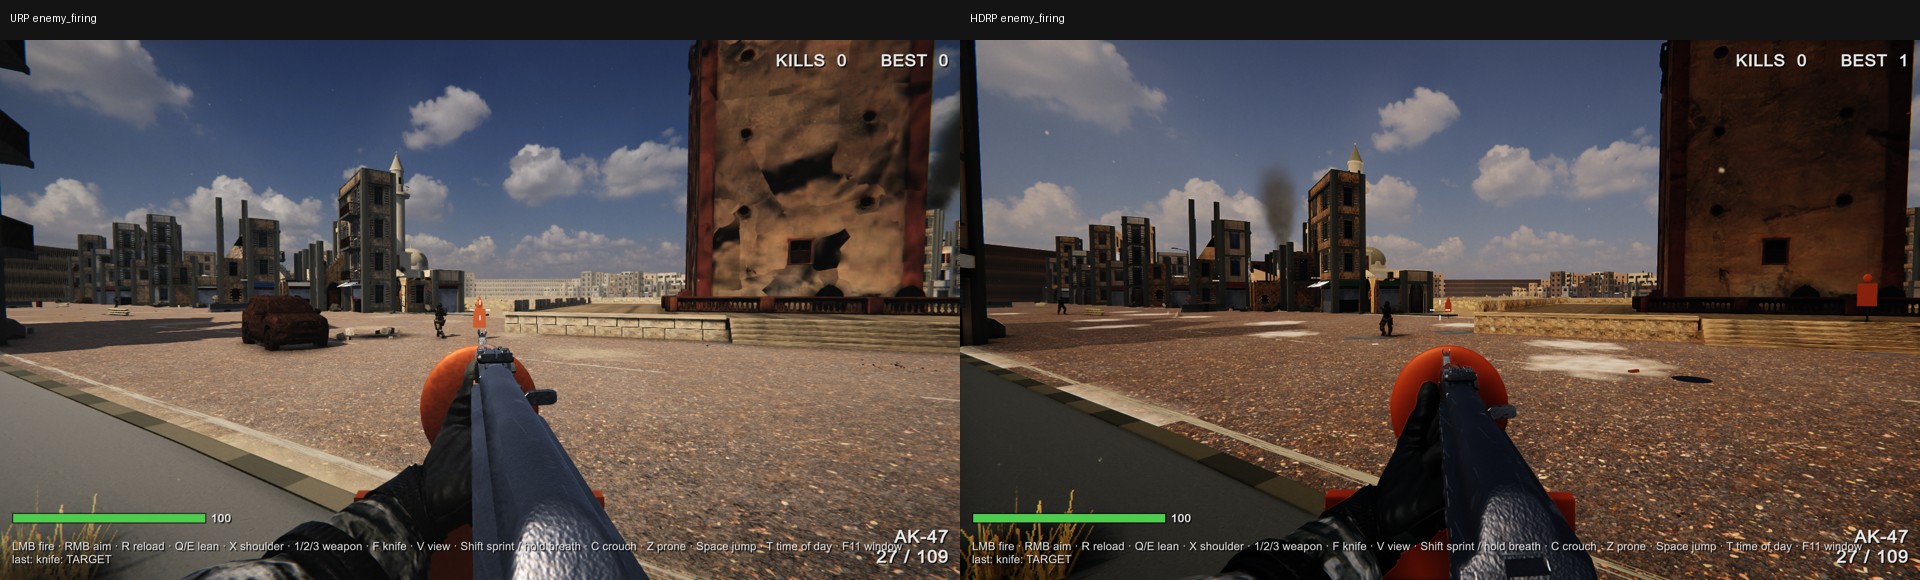 URP enemy_firing
HDRP enemy_firing
KILLS 0 BEST 0
KILLS 0 BEST 1
100
AK-47
27 / 109
LMB fire · RMB aim · R reload · Q/E lean · X shoulder · 1/2/3 weapon · F knife · V view · Shift sprint / hold breath · C crouch · Z prone · Space jump · T time of day · F11 window
last: knife: TARGET
100
AK-47
27 / 109
LMB fire · RMB aim · R reload · Q/E lean · X shoulder · 1/2/3 weapon · F knife · V view · Shift sprint / hold breath · C crouch · Z prone · Space jump · T time of day · F11 window
last: knife: TARGET